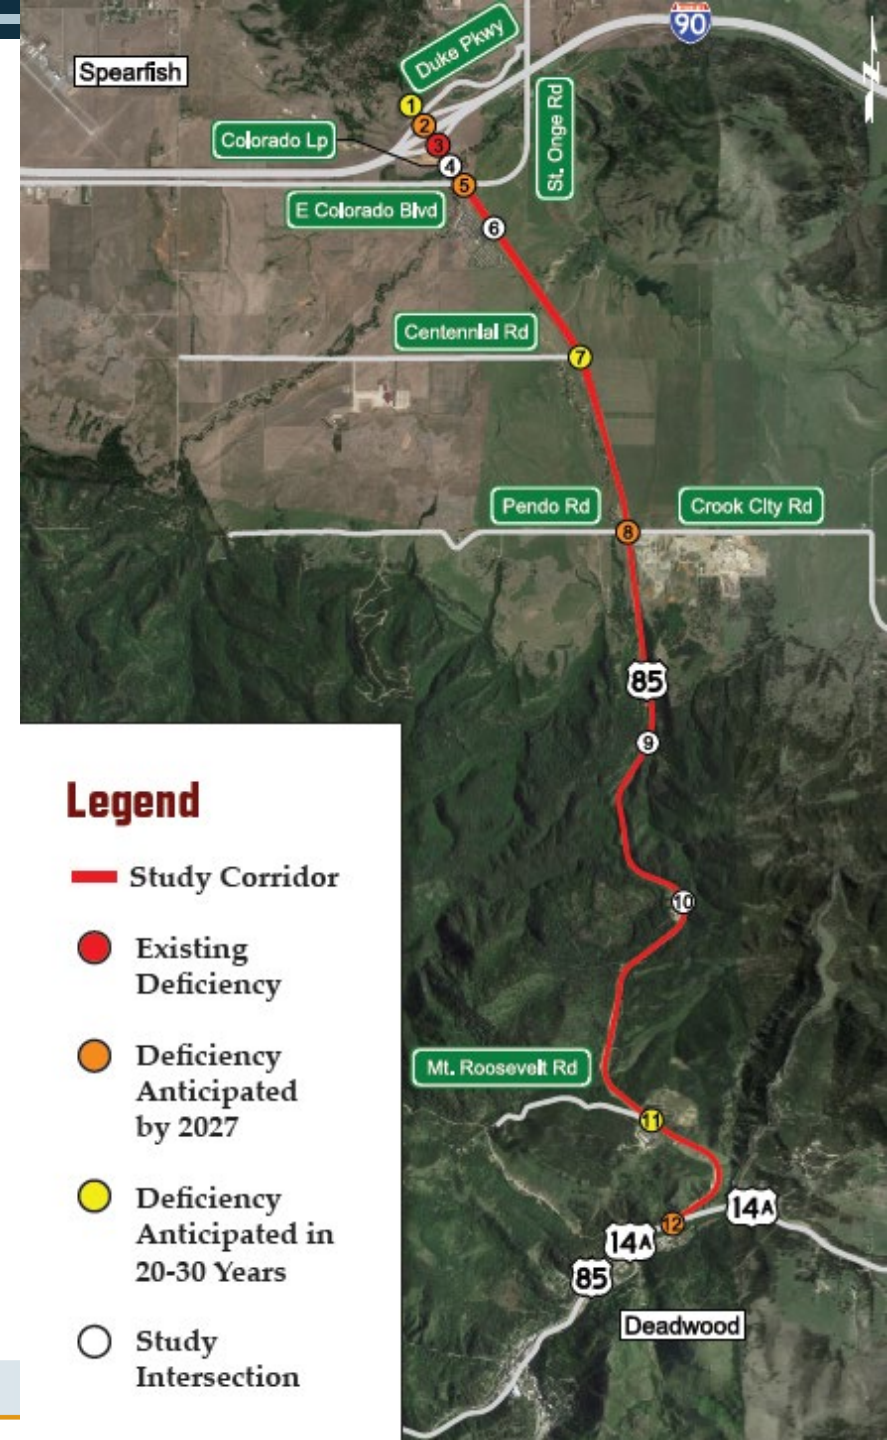 90
Duke Pkwy
Spearfish
1
2
St. Onge Rd
Colorado Lp
3
4
5
E Colorado Blvd
6
Centennial Rd
7
Pendo Rd
Crook City Rd
8
85
9
Legend
Study Corridor
10
Existing
Deficiency
Deficiency
Anticipated
by 2027
Mt. Roosevelt Rd
11
Deficiency
Anticipated in
20-30 Years
14A
12
14A
85
Deadwood
Study
Intersection